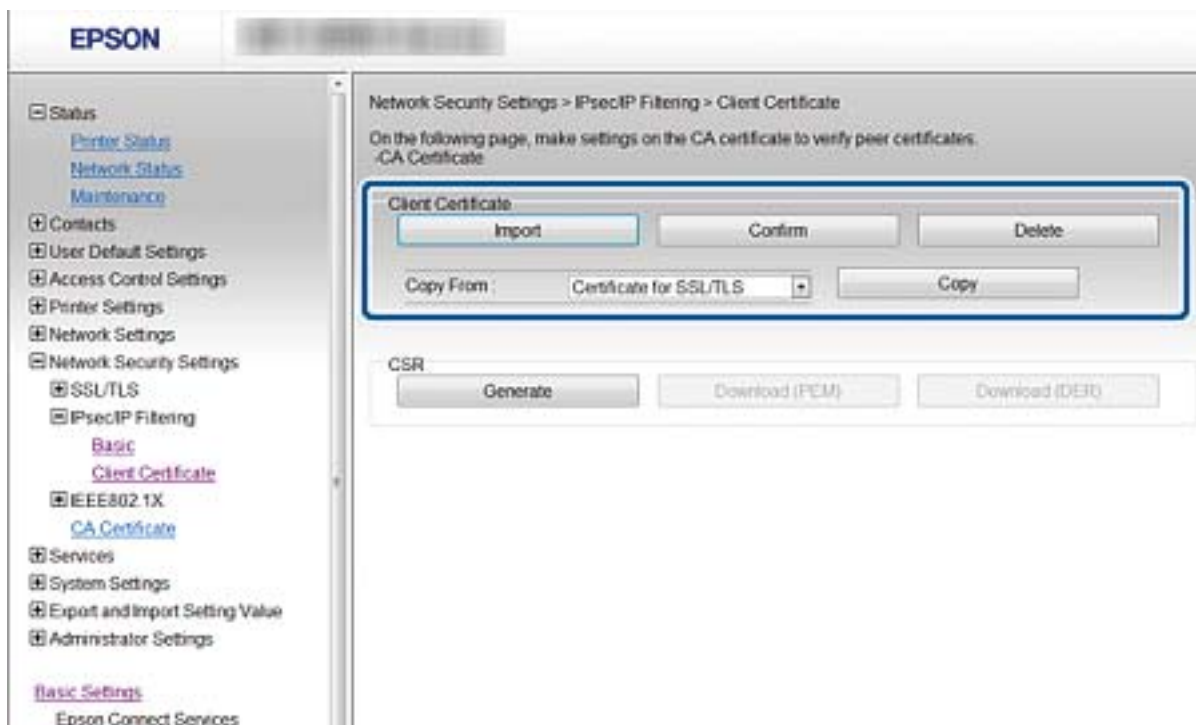 EPSON
Status
Printer Status
Network Status
Maintenance
Contacts
User Default Settings
Access Control Settings
Printer Settings
Network Settings
Network Security Settings
SSL/TLS
IPsec/IP Filtering
Basic
Client Certificate
IEEE802.1X
CA Certificate
Services
System Settings
Export and Import Setting Value
Administrator Settings
Basic Settings
Epson Connect Services
Network Security Settings > IPsec/IP Filtering > Client Certificate
On the following page, make settings on the CA certificate to verify peer certificates.
-CA Certificate
Client Certificate
Import Confirm Delete
Copy From : Certificate for SSL/TLS Copy
CSR
Generate Download (PEM) Download (DER)